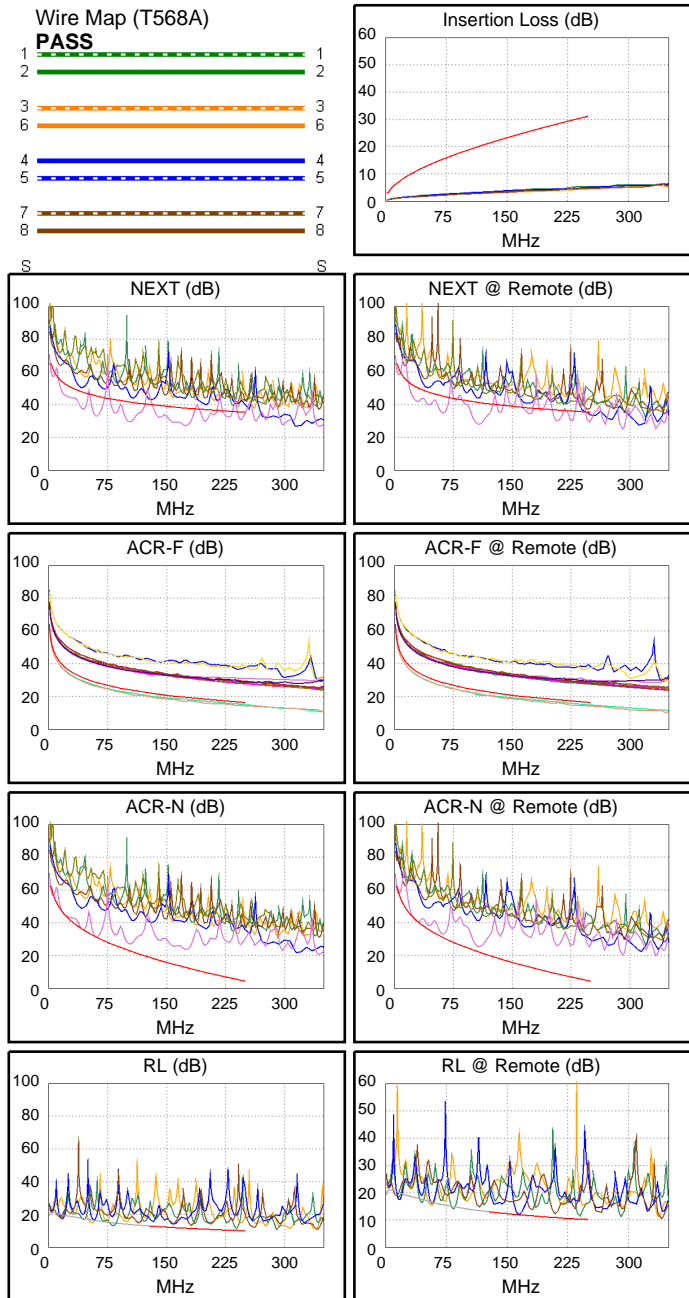 Wire Map (T568A)
PASS
1 1
2 2
3 3
6 6
4 4
5 5
7 7
8 8
S S
Insertion Loss (dB)
60
50
40
30
20
10
0
0 75 150 225 300
MHz
NEXT (dB)
100
80
60
40
20
0
0 75 150 225 300
MHz
NEXT @ Remote (dB)
100
80
60
40
20
0
0 75 150 225 300
MHz
ACR-F (dB)
100
80
60
40
20
0
0 75 150 225 300
MHz
ACR-F @ Remote (dB)
100
80
60
40
20
0
0 75 150 225 300
MHz
ACR-N (dB)
100
80
60
40
20
0
0 75 150 225 300
MHz
ACR-N @ Remote (dB)
100
80
60
40
20
0
0 75 150 225 300
MHz
RL (dB)
100
80
60
40
20
0
0 75 150 225 300
MHz
RL @ Remote (dB)
60
50
40
30
20
10
0
0 75 150 225 300
MHz